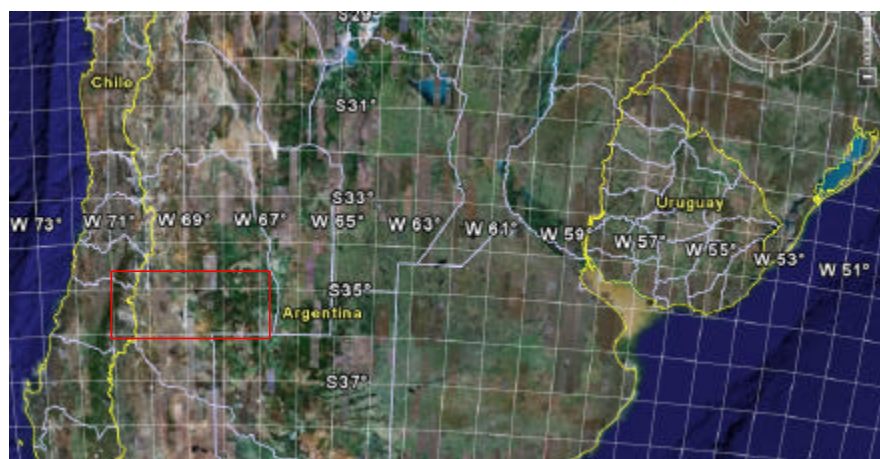 S29°
Chile
S31°
S33°
Uruguay
W 73°
W 71°
W 69°
W 67°
W 65°
W 63°
W 61°
W 59°
W 57°
W 55°
W 53°
W 51°
S35°
Argentina
S37°